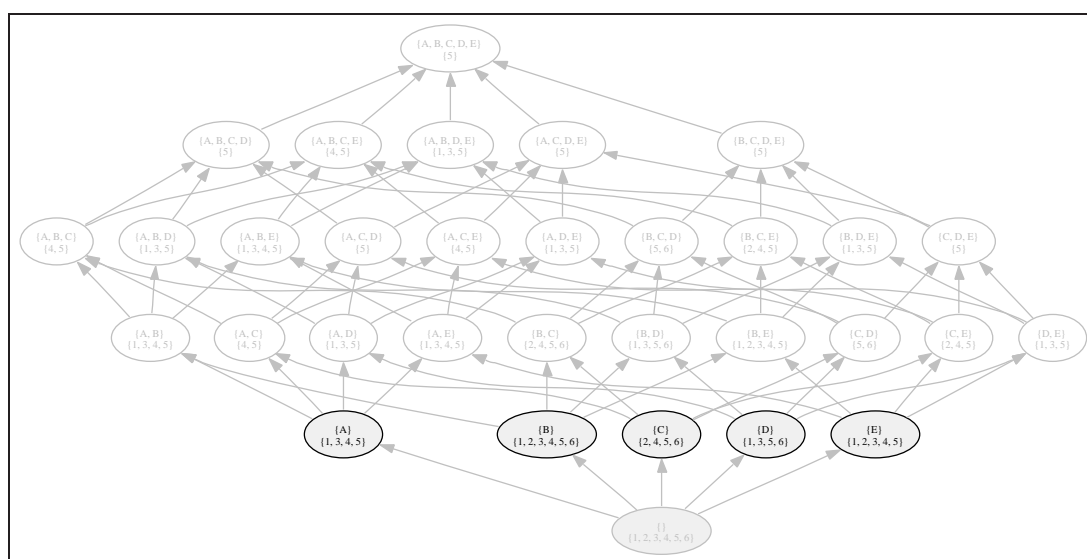 {A, B, C, D, E}
{5}
{A, B, C, D}
{5}
{A, B, C, E}
{4, 5}
{A, B, D, E}
{1, 3, 5}
{A, C, D, E}
{5}
{B, C, D, E}
{5}
{A, B, C}
{4, 5}
{A, B, D}
{1, 3, 5}
{A, B, E}
{1, 3, 4, 5}
{A, C, D}
{5}
{A, C, E}
{4, 5}
{A, D, E}
{1, 3, 5}
{B, C, D}
{5, 6}
{B, C, E}
{2, 4, 5}
{B, D, E}
{1, 3, 5}
{C, D, E}
{5}
{A, B}
{1, 3, 4, 5}
{A, C}
{4, 5}
{A, D}
{1, 3, 5}
{A, E}
{1, 3, 4, 5}
{B, C}
{2, 4, 5, 6}
{B, D}
{1, 3, 5, 6}
{B, E}
{1, 2, 3, 4, 5}
{C, D}
{5, 6}
{C, E}
{2, 4, 5}
{D, E}
{1, 3, 5}
{A}
{1, 3, 4, 5}
{B}
{1, 2, 3, 4, 5, 6}
{C}
{2, 4, 5, 6}
{D}
{1, 3, 5, 6}
{E}
{1, 2, 3, 4, 5}
{}
{1, 2, 3, 4, 5, 6}